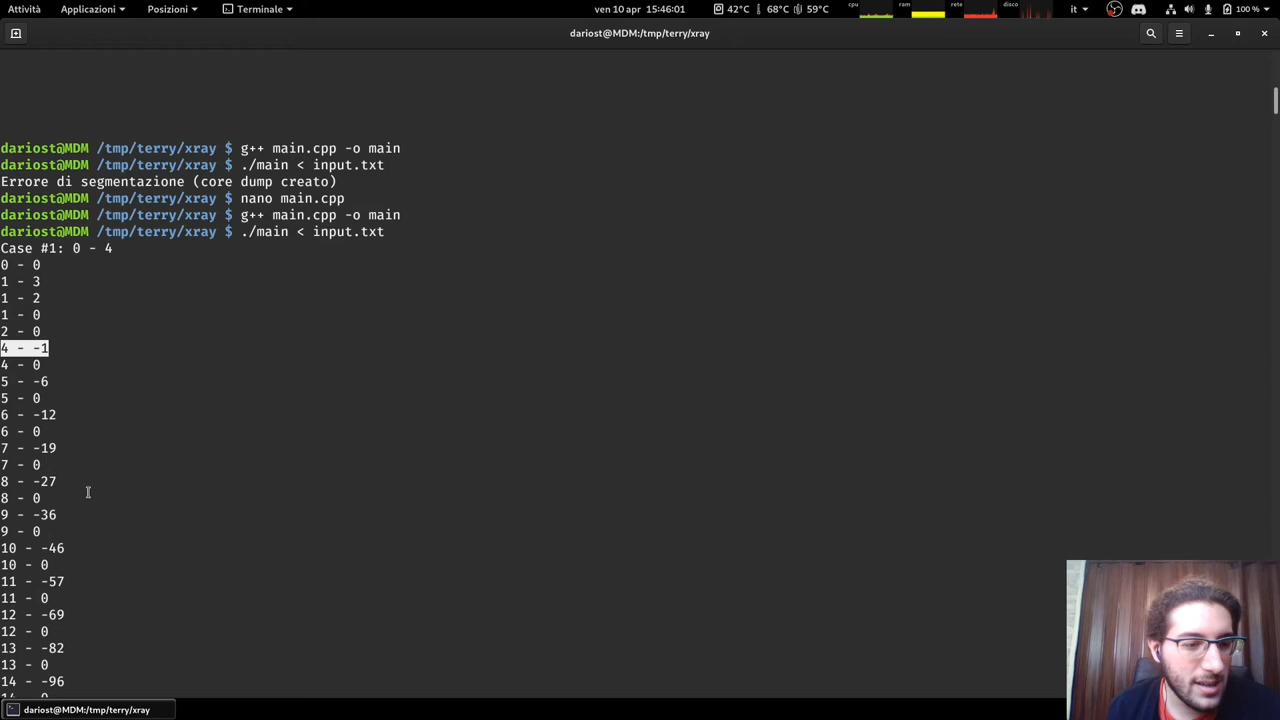 Attività Applicazioni Posizioni Terminale ven 10 apr 15:46:01 42°C 68°C 59°C cpu ram rete disco it 100 %
dariost@MDM:/tmp/terry/xray
dariost@MDM /tmp/terry/xray $ g++ main.cpp -o main
dariost@MDM /tmp/terry/xray $ ./main < input.txt
Errore di segmentazione (core dump creato)
dariost@MDM /tmp/terry/xray $ nano main.cpp
dariost@MDM /tmp/terry/xray $ g++ main.cpp -o main
dariost@MDM /tmp/terry/xray $ ./main < input.txt
Case #1: 0 - 4
0 - 0
1 - 3
1 - 2
1 - 0
2 - 0
4 - -1
4 - 0
5 - -6
5 - 0
6 - -12
6 - 0
7 - -19
7 - 0
8 - -27
8 - 0
9 - -36
9 - 0
10 - -46
10 - 0
11 - -57
11 - 0
12 - -69
12 - 0
13 - -82
13 - 0
14 - -96
14 - 0
dariost@MDM:/tmp/terry/xray